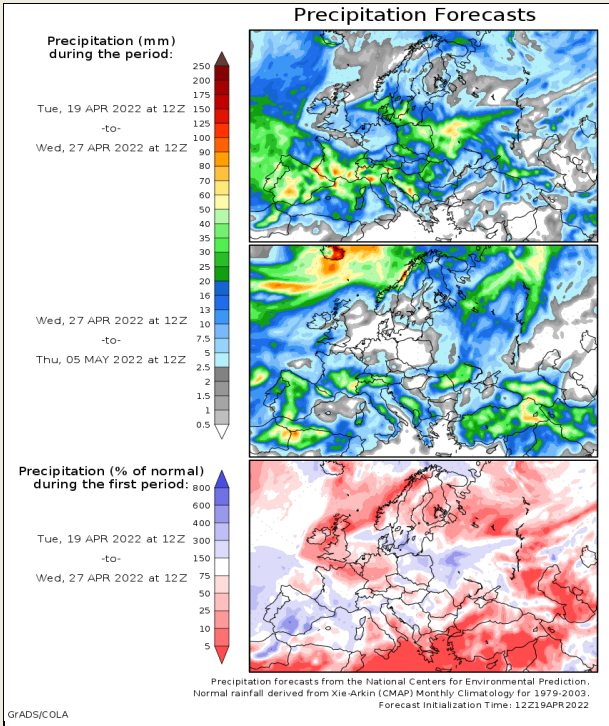 Precipitation Forecasts
Precipitation (mm)
during the period:
Tue, 19 APR 2022 at 12Z
-to-
Wed, 27 APR 2022 at 12Z
Wed, 27 APR 2022 at 12Z
-to-
Thu, 05 MAY 2022 at 12Z
250
200
175
150
125
100
90
80
70
60
50
40
35
30
25
20
16
13
10
7.5
5
2.5
2
1.5
1
0.5
Precipitation (% of normal)
during the first period:
Tue, 19 APR 2022 at 12Z
-to-
Wed, 27 APR 2022 at 12Z
800
600
400
300
150
75
50
25
10
5
Precipitation forecasts from the National Centers for Environmental Prediction.
Normal rainfall derived from Xie-Arkin (CMAP) Monthly Climatology for 1979-2003.
Forecast Initialization Time: 12Z19APR2022
GrADS/COLA